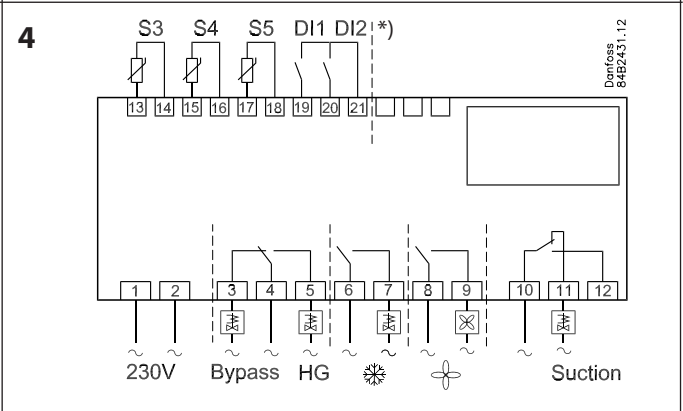 4
S3 S4 S5 DI1 DI2 *)
Danfoss
84B2431.12
13 14 15 16 17 18 19 20 21
1 2 3 4 5 6 7 8 9 10 11 12
230V Bypass HG Suction